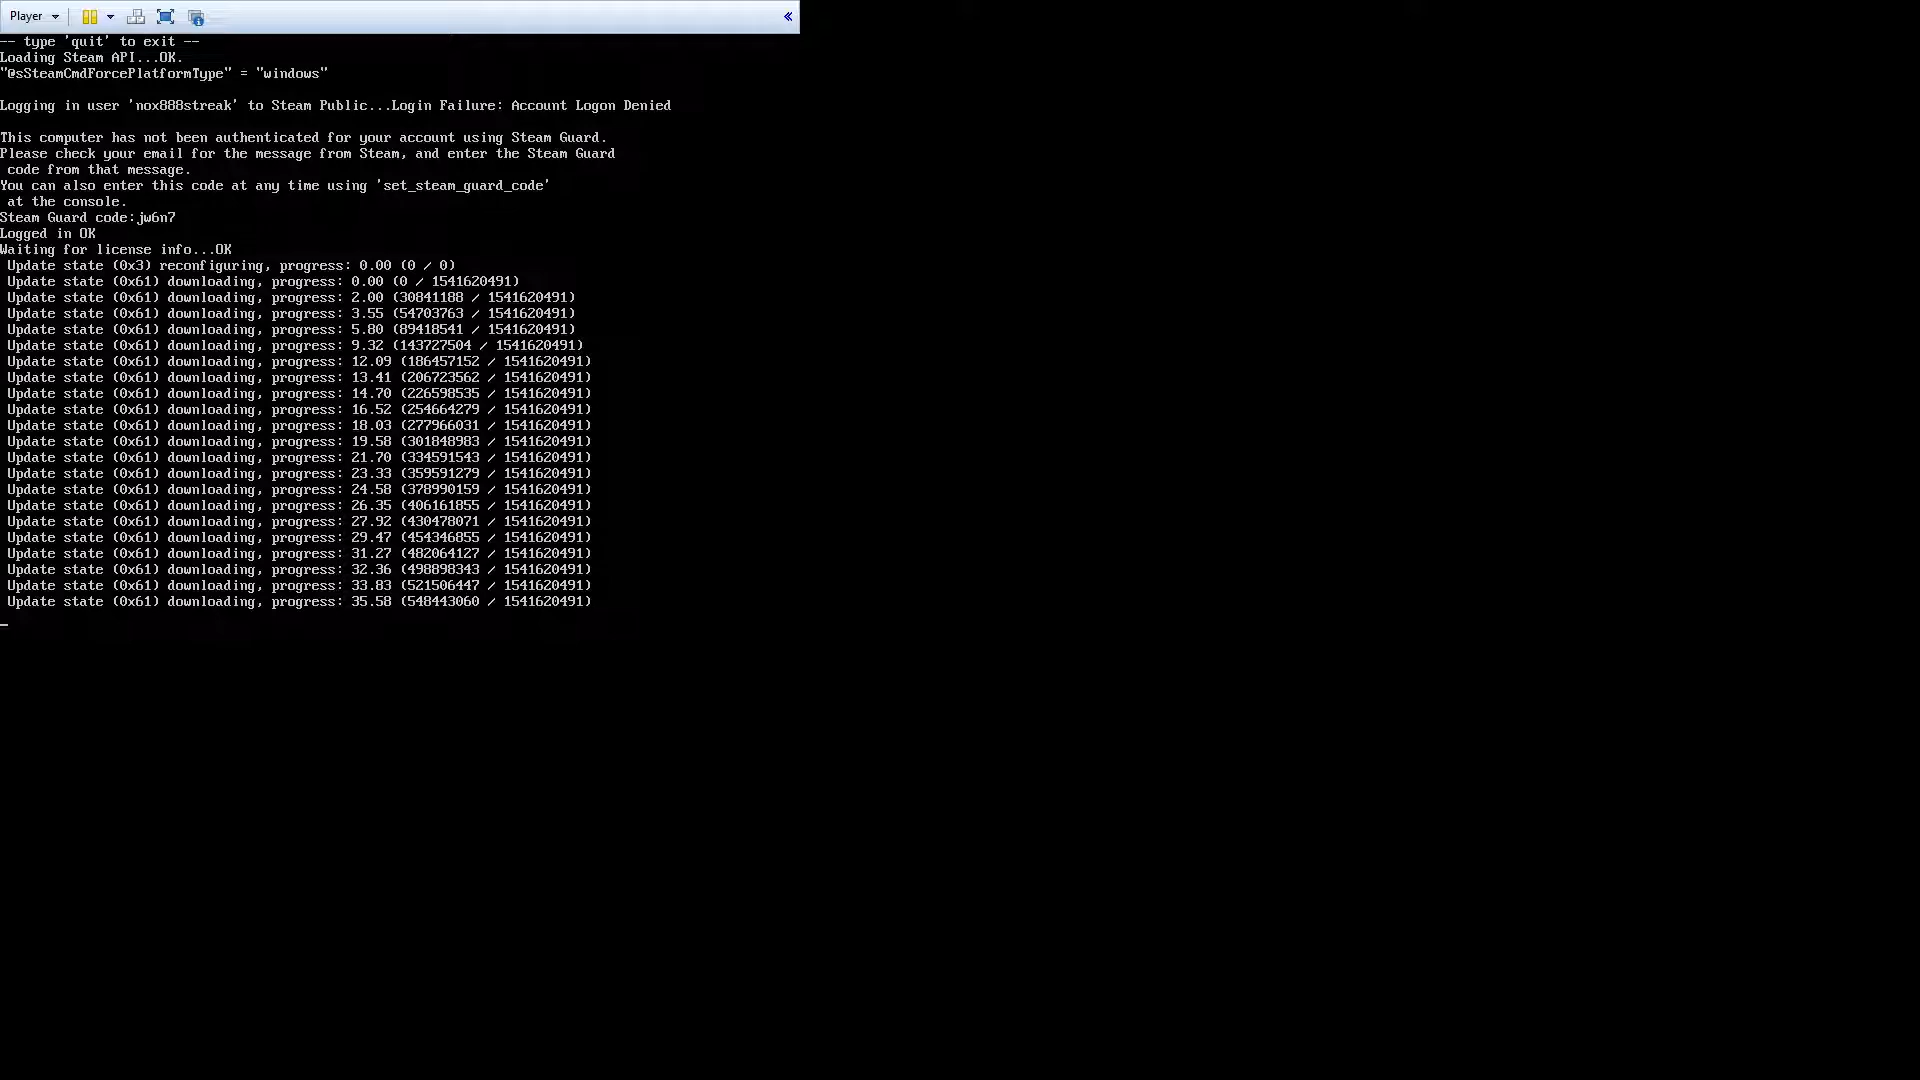 Player
-- type 'quit' to exit --
Loading Steam API...OK.
"@sSteamCmdForcePlatformType" = "windows"
Logging in user 'nox888streak' to Steam Public...Login Failure: Account Logon Denied
This computer has not been authenticated for your account using Steam Guard.
Please check your email for the message from Steam, and enter the Steam Guard
code from that message.
You can also enter this code at any time using 'set_steam_guard_code'
at the console.
Steam Guard code:jw6n7
Logged in OK
Waiting for license info...OK
Update state (0x3) reconfiguring, progress: 0.00 (0 / 0)
Update state (0x61) downloading, progress: 0.00 (0 / 1541620491)
Update state (0x61) downloading, progress: 2.00 (30841188 / 1541620491)
Update state (0x61) downloading, progress: 3.55 (54703763 / 1541620491)
Update state (0x61) downloading, progress: 5.80 (89418541 / 1541620491)
Update state (0x61) downloading, progress: 9.32 (143727504 / 1541620491)
Update state (0x61) downloading, progress: 12.09 (186457152 / 1541620491)
Update state (0x61) downloading, progress: 13.41 (206723562 / 1541620491)
Update state (0x61) downloading, progress: 14.70 (226598535 / 1541620491)
Update state (0x61) downloading, progress: 16.52 (254664279 / 1541620491)
Update state (0x61) downloading, progress: 18.03 (277966031 / 1541620491)
Update state (0x61) downloading, progress: 19.58 (301848983 / 1541620491)
Update state (0x61) downloading, progress: 21.70 (334591543 / 1541620491)
Update state (0x61) downloading, progress: 23.33 (359591279 / 1541620491)
Update state (0x61) downloading, progress: 24.58 (378990159 / 1541620491)
Update state (0x61) downloading, progress: 26.35 (406161855 / 1541620491)
Update state (0x61) downloading, progress: 27.92 (430478071 / 1541620491)
Update state (0x61) downloading, progress: 29.47 (454346855 / 1541620491)
Update state (0x61) downloading, progress: 31.27 (482064127 / 1541620491)
Update state (0x61) downloading, progress: 32.36 (498898343 / 1541620491)
Update state (0x61) downloading, progress: 33.83 (521506447 / 1541620491)
Update state (0x61) downloading, progress: 35.58 (548443060 / 1541620491)